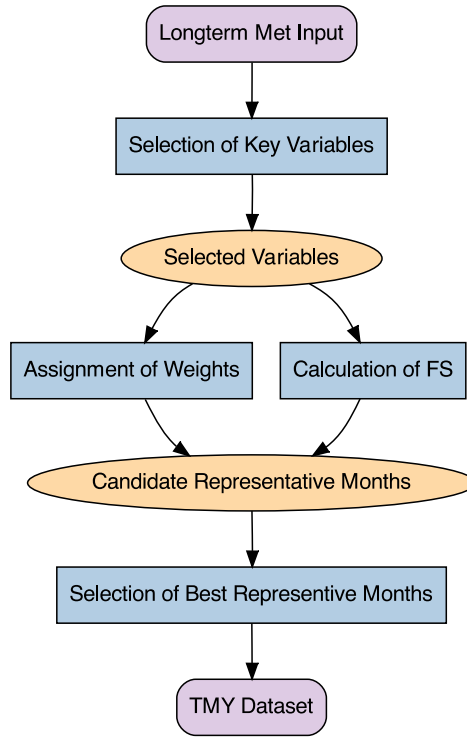 Longterm Met Input
Selection of Key Variables
Selected Variables
Assignment of Weights
Calculation of FS
Candidate Representative Months
Selection of Best Representive Months
TMY Dataset